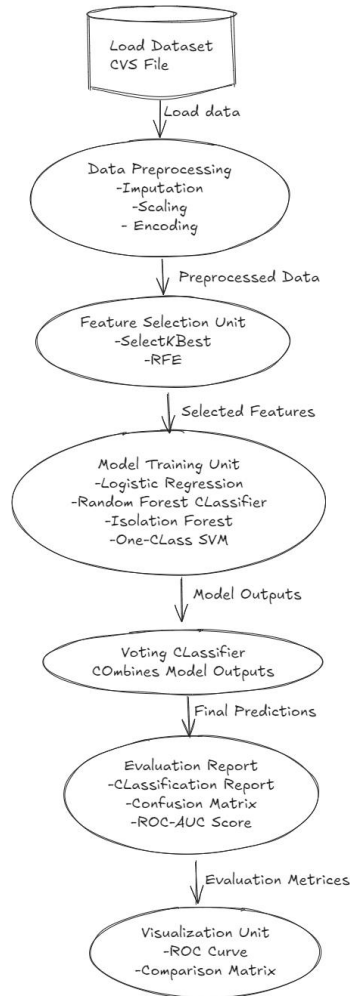 Load Dataset
CVS File
Load data
Data Preprocessing
-Imputation
-Scaling
- Encoding
Preprocessed Data
Feature Selection Unit
-SelectKBest
-RFE
Selected Features
Model Training Unit
-Logistic Regression
-Random Forest CLassifier
-Isolation Forest
-One-CLass SVM
Model Outputs
Voting CLassifier
COmbines Model Outputs
Final Predictions
Evaluation Report
-CLassification Report
-Confusion Matrix
-ROC-AUC Score
Evaluation Metrices
Visualization Unit
-ROC Curve
-Comparison Matrix